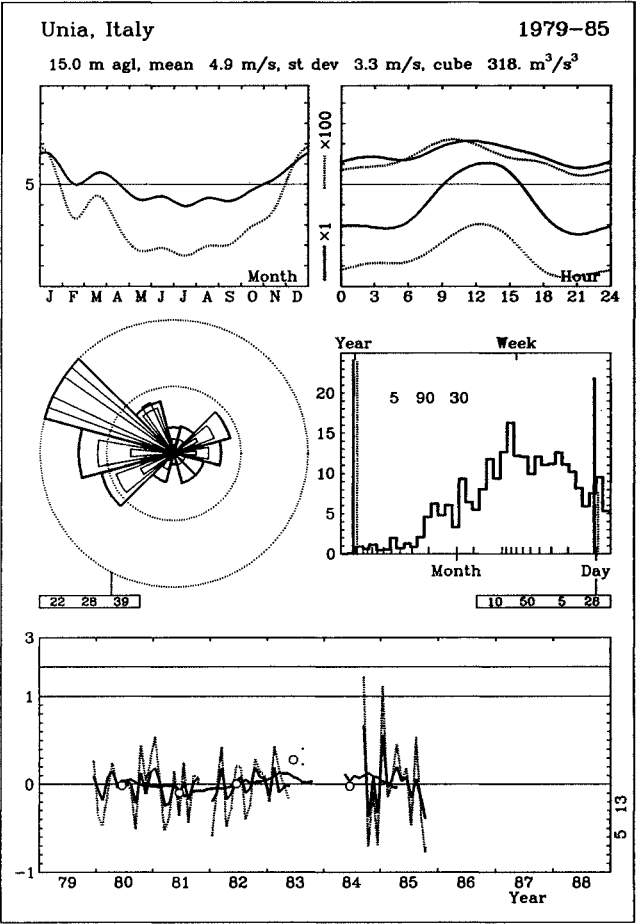 Unia, Italy 1979-85
15.0 m agl, mean 4.9 m/s, st dev 3.3 m/s, cube 318. m³/s³
5
×1 ×100
Month Hour
J F M A M J J A S O N D 0 3 6 9 12 15 18 21 24
Year Week
20
15
10
5
0
5 90 30
Month Day
22 28 39
10 50 5 28
3
1
0
-1
5 13
79 80 81 82 83 84 85 86 87 88
Year